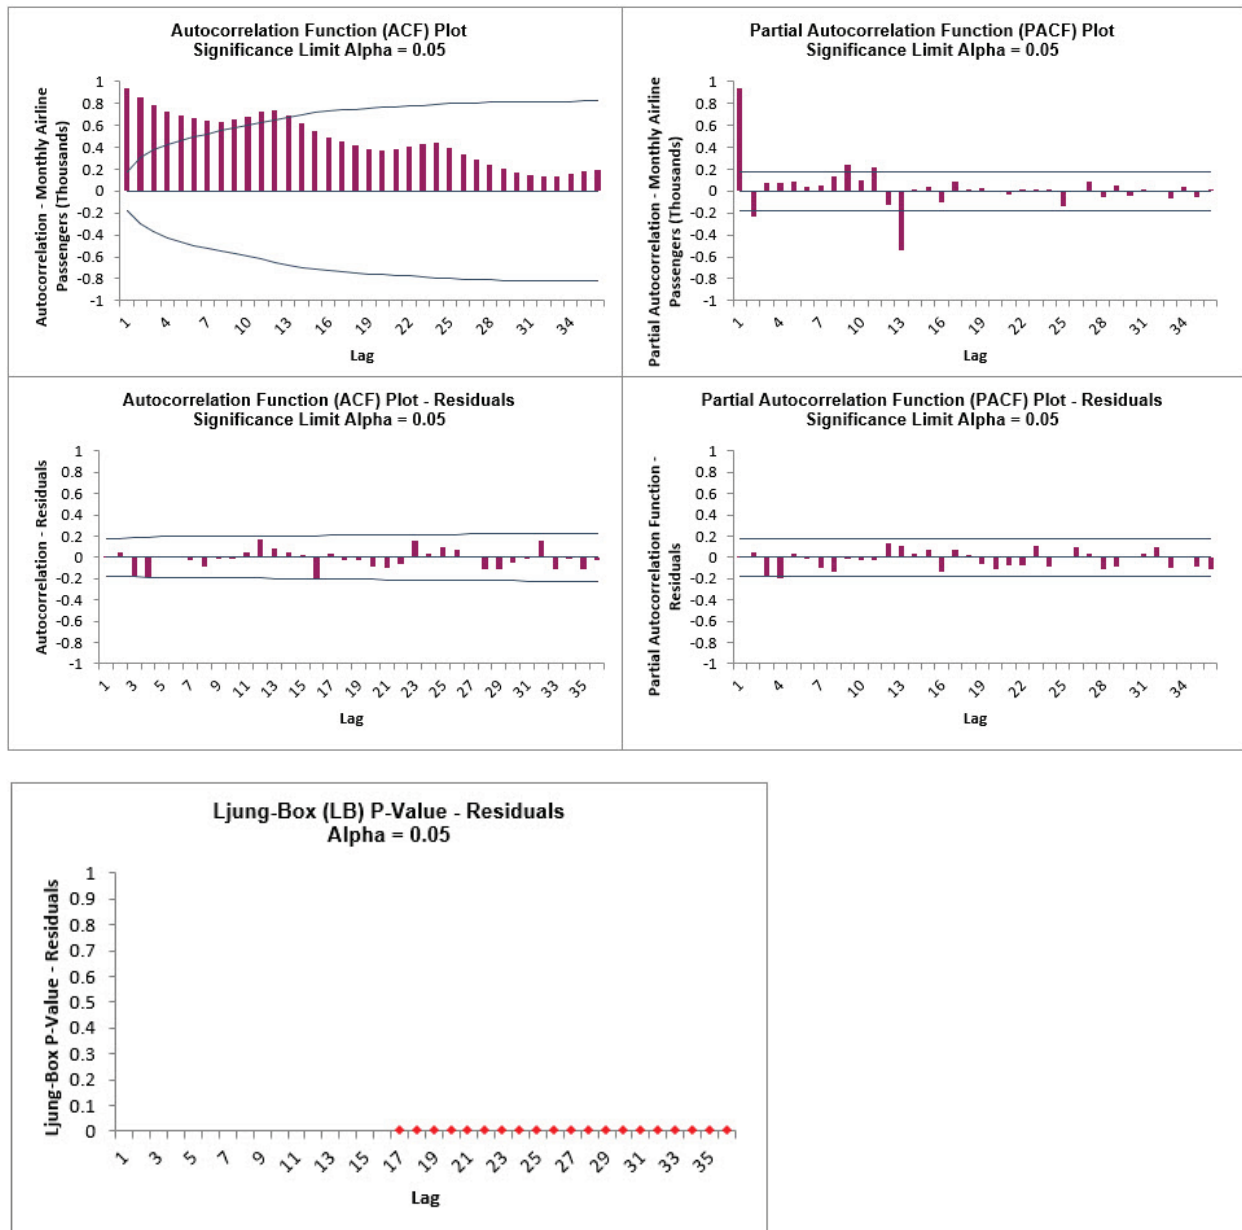 Autocorrelation Function (ACF) Plot
Significance Limit Alpha = 0.05
Autocorrelation - Monthly Airline
Passengers (Thousands)
1
0.8
0.6
0.4
0.2
0
-0.2
-0.4
-0.6
-0.8
-1
1 4 7 10 13 16 19 22 25 28 31 34
Lag
Partial Autocorrelation Function (PACF) Plot
Significance Limit Alpha = 0.05
Partial Autocorrelation - Monthly Airline
Passengers (Thousands)
1
0.8
0.6
0.4
0.2
0
-0.2
-0.4
-0.6
-0.8
-1
1 4 7 10 13 16 19 22 25 28 31 34
Lag
Autocorrelation Function (ACF) Plot - Residuals
Significance Limit Alpha = 0.05
Autocorrelation - Residuals
1
0.8
0.6
0.4
0.2
0
-0.2
-0.4
-0.6
-0.8
-1
1 3 5 7 9 11 13 15 17 19 21 23 25 27 29 31 33 35
Lag
Partial Autocorrelation Function (PACF) Plot - Residuals
Significance Limit Alpha = 0.05
Partial Autocorrelation Function -
Residuals
1
0.8
0.6
0.4
0.2
0
-0.2
-0.4
-0.6
-0.8
-1
1 4 7 10 13 16 19 22 25 28 31 34
Lag
Ljung-Box (LB) P-Value - Residuals
Alpha = 0.05
Ljung-Box P-Value - Residuals
1
0.9
0.8
0.7
0.6
0.5
0.4
0.3
0.2
0.1
0
1 3 5 7 9 11 13 15 17 19 21 23 25 27 29 31 33 35
Lag